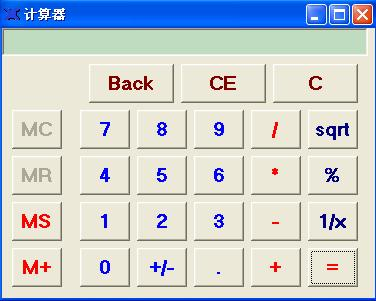 计算器
Back CE C
MC 7 8 9 / sqrt
MR 4 5 6 * %
MS 1 2 3 - 1/x
M+ 0 +/- . + =